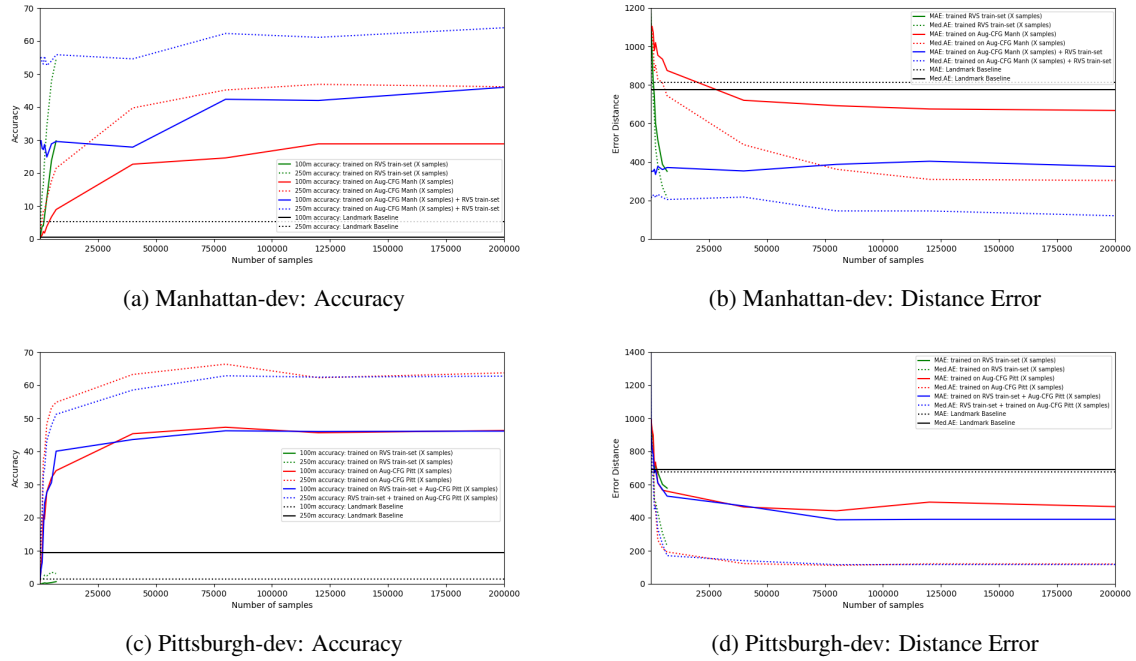 70
60
50
40
30
20
10
0
Accuracy
25000 50000 75000 100000 125000 150000 175000 200000
Number of samples
100m accuracy: trained on RVS train-set (X samples)
250m accuracy: trained on RVS train-set (X samples)
100m accuracy: trained on Aug-CFG Manh (X samples)
250m accuracy: trained on Aug-CFG Manh (X samples)
100m accuracy: trained on Aug-CFG Manh (X samples) + RVS train-set
250m accuracy: trained on Aug-CFG Manh (X samples) + RVS train-set
100m accuracy: Landmark Baseline
250m accuracy: Landmark Baseline
(a) Manhattan-dev: Accuracy
1200
1000
800
600
400
200
0
Error Distance
25000 50000 75000 100000 125000 150000 175000 200000
Number of samples
MAE: trained RVS train-set (X samples)
Med.AE: trained RVS train-set (X samples)
MAE: trained on Aug-CFG Manh (X samples)
Med.AE: trained on Aug-CFG Manh (X samples)
MAE: trained on Aug-CFG Manh (X samples) + RVS train-set
Med.AE: trained on Aug-CFG Manh (X samples) + RVS train-set
MAE: Landmark Baseline
Med.AE: Landmark Baseline
(b) Manhattan-dev: Distance Error
70
60
50
40
30
20
10
0
Accuracy
25000 50000 75000 100000 125000 150000 175000 200000
Number of samples
100m accuracy: trained on RVS train-set (X samples)
250m accuracy: trained on RVS train-set (X samples)
100m accuracy: trained on Aug-CFG Pitt (X samples)
250m accuracy: trained on Aug-CFG Pitt (X samples)
100m accuracy: trained on RVS train-set + Aug-CFG Pitt (X samples)
250m accuracy: RVS train-set + trained on Aug-CFG Pitt (X samples)
100m accuracy: Landmark Baseline
250m accuracy: Landmark Baseline
(c) Pittsburgh-dev: Accuracy
1400
1200
1000
800
600
400
200
0
Error Distance
25000 50000 75000 100000 125000 150000 175000 200000
Number of samples
MAE: trained on RVS train-set (X samples)
Med.AE: trained on RVS train-set (X samples)
MAE: trained on Aug-CFG Pitt (X samples)
Med.AE: trained on Aug-CFG Pitt (X samples)
MAE: trained on RVS train-set + Aug-CFG Pitt (X samples)
Med.AE: RVS train-set + trained on Aug-CFG Pitt (X samples)
MAE: Landmark Baseline
Med.AE: Landmark Baseline
(d) Pittsburgh-dev: Distance Error